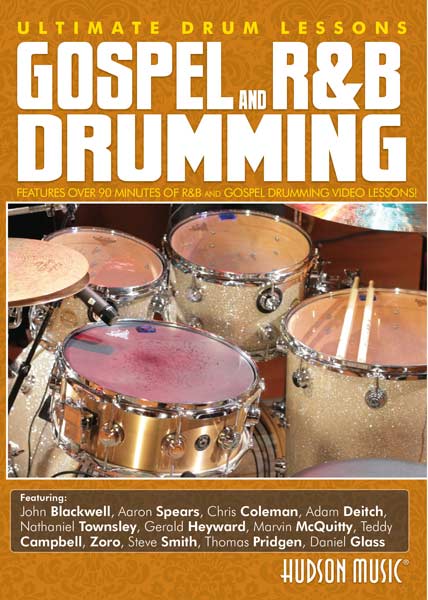 ULTIMATE DRUM LESSONS
GOSPEL AND R&B
DRUMMING
FEATURES OVER 90 MINUTES OF R&B AND GOSPEL DRUMMING VIDEO LESSONS!
Featuring:
John Blackwell, Aaron Spears, Chris Coleman, Adam Deitch,
Nathaniel Townsley, Gerald Heyward, Marvin McQuitty, Teddy
Campbell, Zoro, Steve Smith, Thomas Pridgen, Daniel Glass
HUDSON MUSIC®